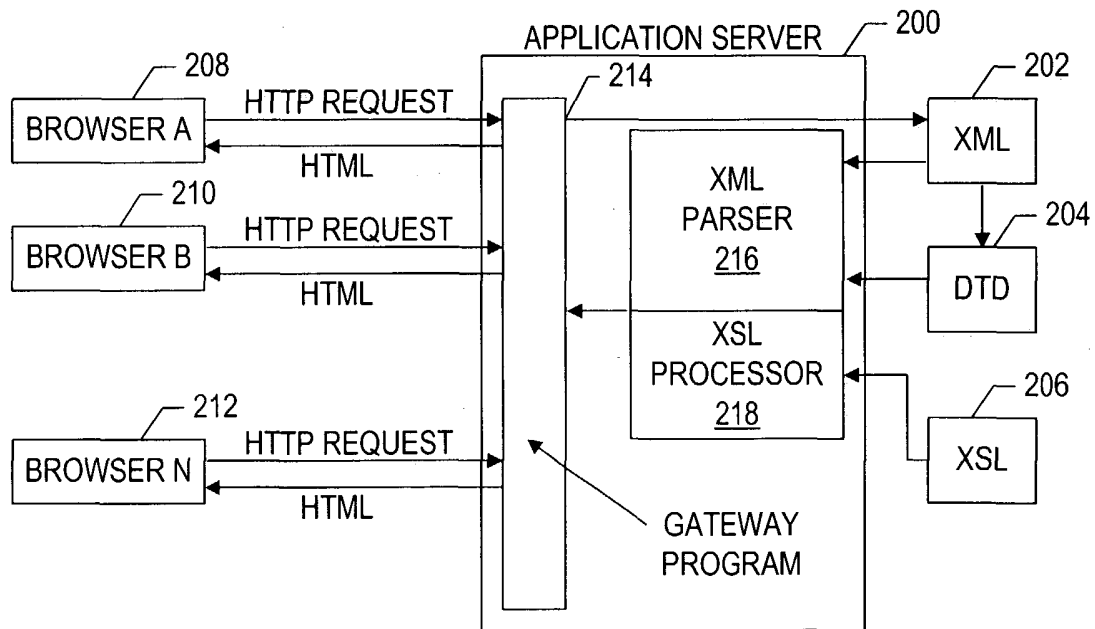 APPLICATION SERVER
200
208
HTTP REQUEST
BROWSER A
HTML
214
202
XML
210
HTTP REQUEST
BROWSER B
HTML
XML
PARSER
216
204
DTD
XSL
PROCESSOR
218
206
XSL
212
HTTP REQUEST
BROWSER N
HTML
GATEWAY
PROGRAM